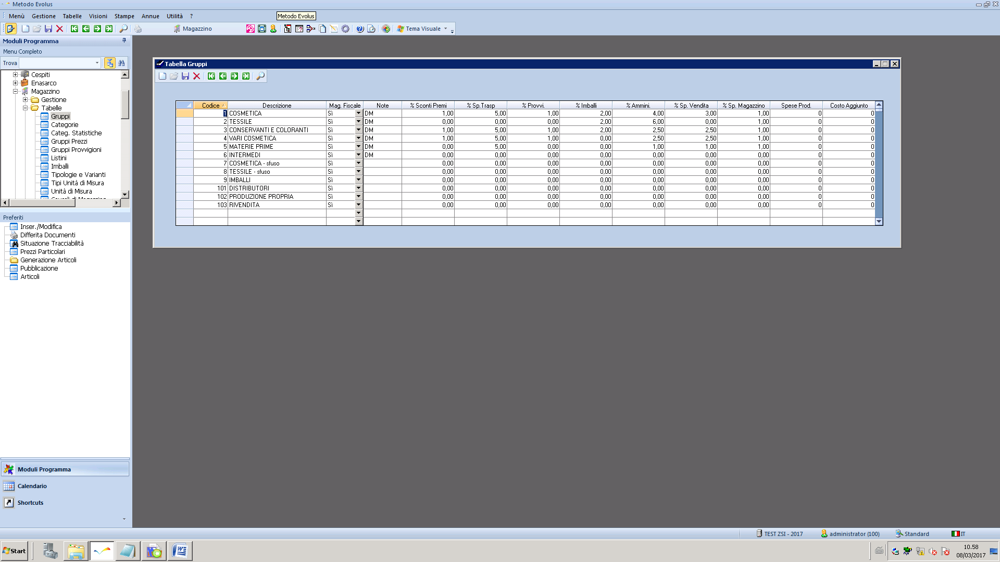 Metodo Evolus
Menù Gestione Tabelle Visioni Stampe Annue Utilità ?
Metodo Evolus
Magazzino
Tema Visuale
Moduli Programma
Menu Completo
Trova
Cespiti
Enasarco
Magazzino
Gestione
Tabelle
Gruppi
Categorie
Categ. Statistiche
Gruppi Prezzi
Gruppi Provvigioni
Listini
Imballi
Tipologie e Varianti
Tipi Unità di Misura
Unità di Misura
Preferiti
Inser./Modifica
Differita Documenti
Situazione Tracciabilità
Prezzi Particolari
Generazione Articoli
Pubblicazione
Articoli
Moduli Programma
Calendario
Shortcuts
Tabella Gruppi
Codice Descrizione Mag. Fiscale Note % Sconti Premi % Sp.Trasp % Provvi. % Imballi % Ammini. % Sp. Vendita % Sp. Magazzino Spese Prod. Costo Aggiunto
1 COSMETICA Sì DM 1,00 5,00 1,00 2,00 4,00 3,00 1,00 0 0
2 TESSILE Sì DM 0,00 0,00 0,00 2,00 6,00 0,00 1,00 0 0
3 CONSERVANTI E COLORANTI Sì DM 1,00 5,00 1,00 2,00 2,50 2,50 1,00 0 0
4 VARI COSMETICA Sì DM 1,00 5,00 1,00 0,00 2,50 2,50 1,00 0 0
5 MATERIE PRIME Sì DM 0,00 5,00 0,00 0,00 1,00 1,00 1,00 0 0
6 INTERMEDI Sì DM 0,00 0,00 0,00 0,00 0,00 0,00 0,00 0 0
7 COSMETICA - sfuso Sì 0,00 0,00 0,00 0,00 0,00 0,00 0,00 0 0
8 TESSILE - sfuso Sì 0,00 0,00 0,00 0,00 0,00 0,00 0,00 0 0
9 IMBALLI Sì 0,00 0,00 0,00 0,00 0,00 0,00 0,00 0 0
101 DISTRIBUTORI Sì 0,00 0,00 0,00 0,00 0,00 0,00 0,00 0 0
102 PRODUZIONE PROPRIA Sì 0,00 0,00 0,00 0,00 0,00 0,00 0,00 0 0
103 RIVENDITA Sì 0,00 0,00 0,00 0,00 0,00 0,00 0,00 0 0
TEST ZSI - 2017 administrator (100) Standard IT
Start
10.58
08/03/2017